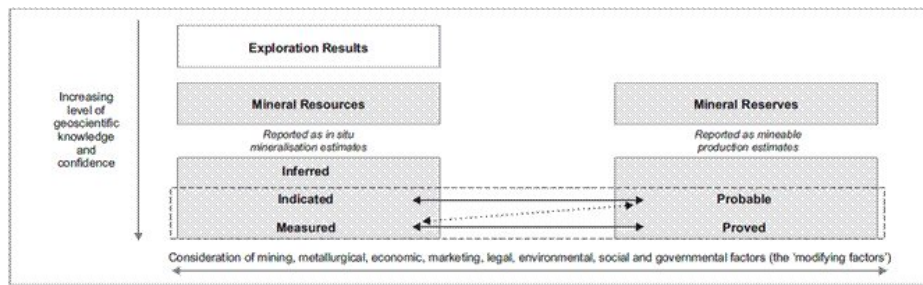 Exploration Results
Increasing
level of
geoscientific
knowledge
and
confidence
Mineral Resources
Mineral Reserves
Reported as in situ
mineralisation estimates
Reported as mineable
production estimates
Inferred
Indicated
Probable
Measured
Proved
Consideration of mining, metallurgical, economic, marketing, legal, environmental, social and governmental factors (the 'modifying factors')